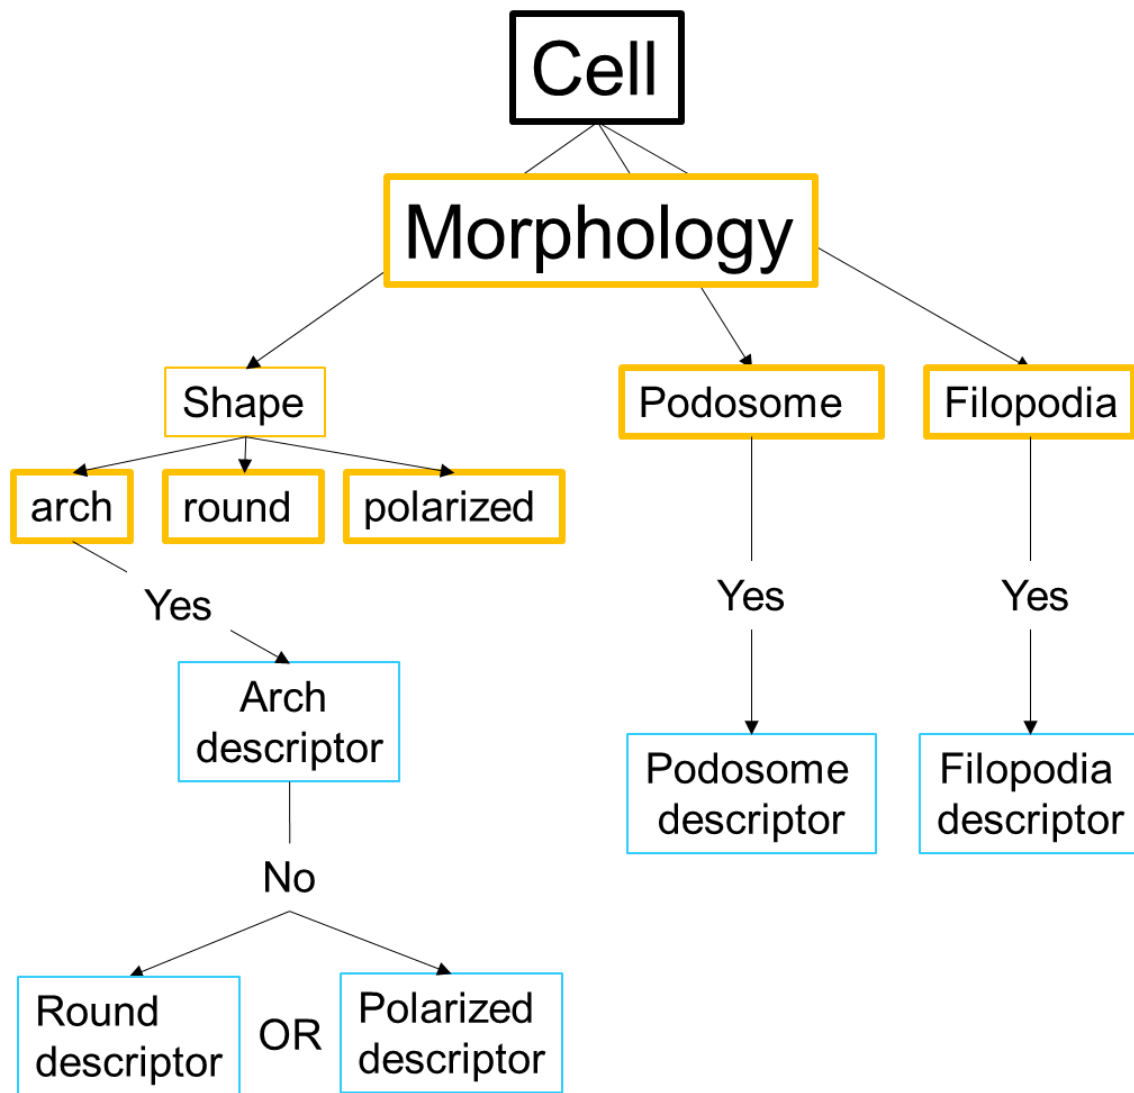 Cell
Morphology
Shape
Podosome
Filopodia
arch
round
polarized
Yes
Yes
Yes
Arch
descriptor
Podosome
descriptor
Filopodia
descriptor
No
Round
descriptor
OR
Polarized
descriptor